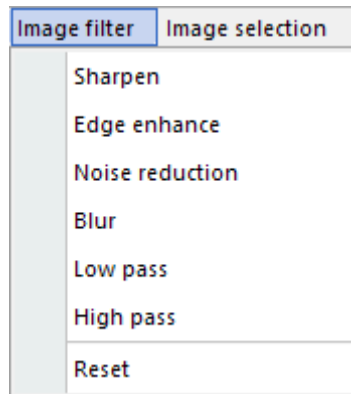 Image filter Image selection
Sharpen
Edge enhance
Noise reduction
Blur
Low pass
High pass
Reset